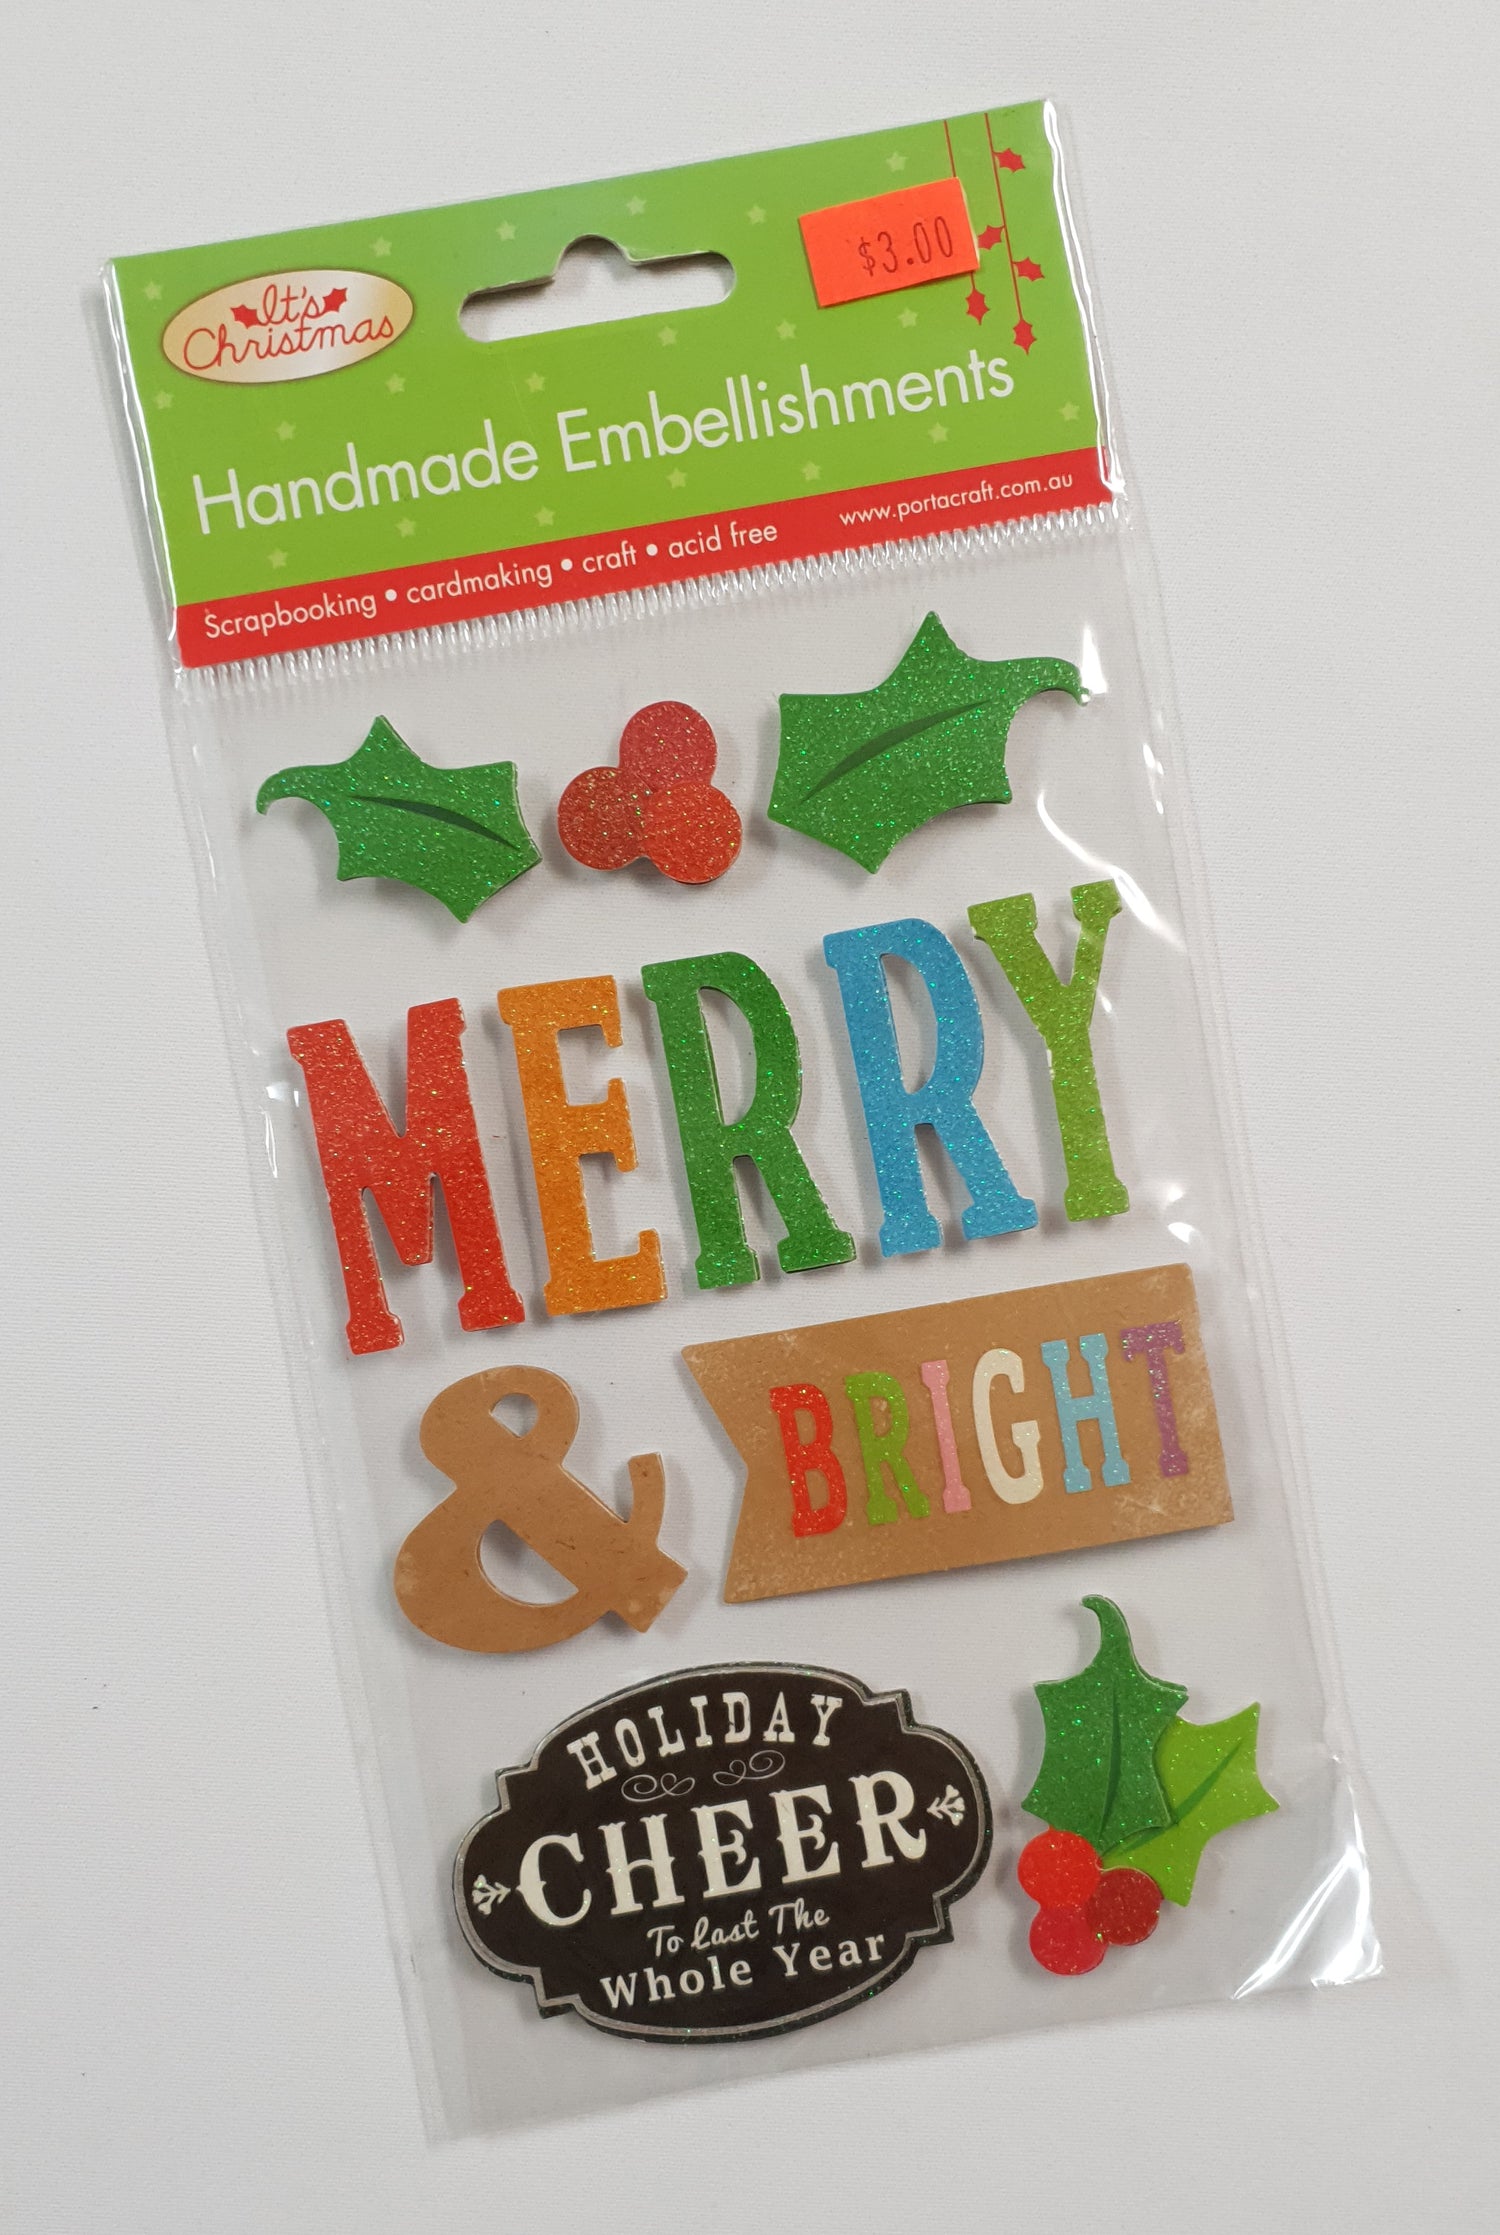 $3.00
It's
Christmas
Handmade Embellishments
Scrapbooking • cardmaking • craft • acid free www.portacraft.com.au
MERRY
& BRIGHT
HOLIDAY
CHEER
To Last The
Whole Year